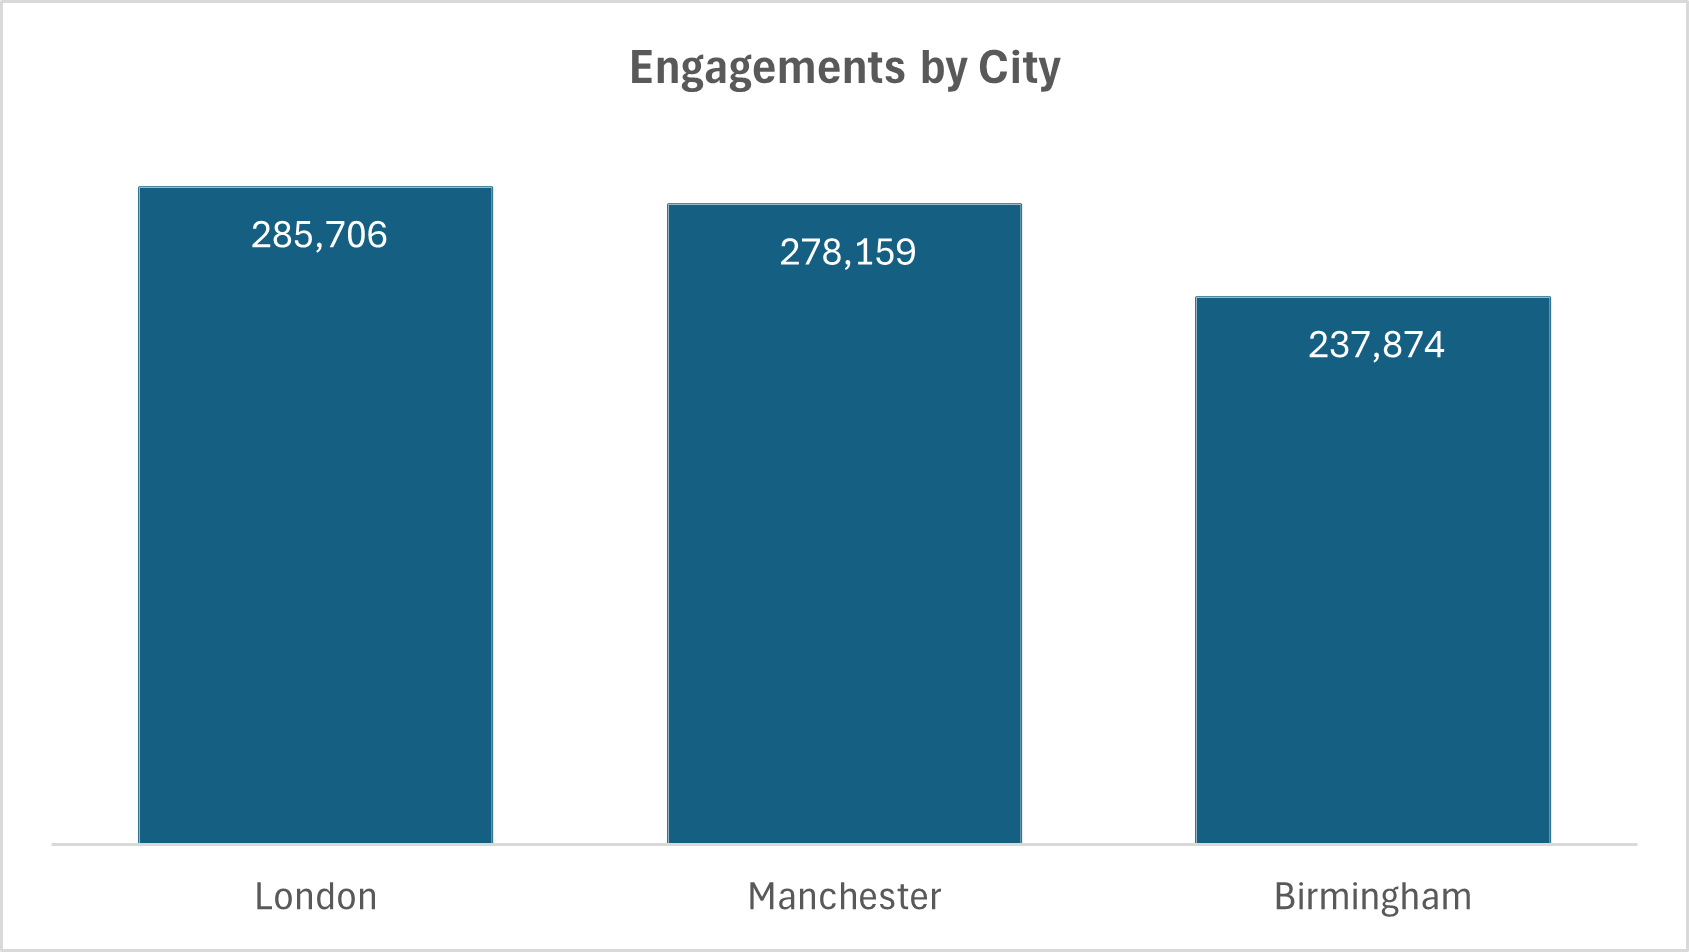 Engagements by City
285,706
278,159
237,874
London
Manchester
Birmingham